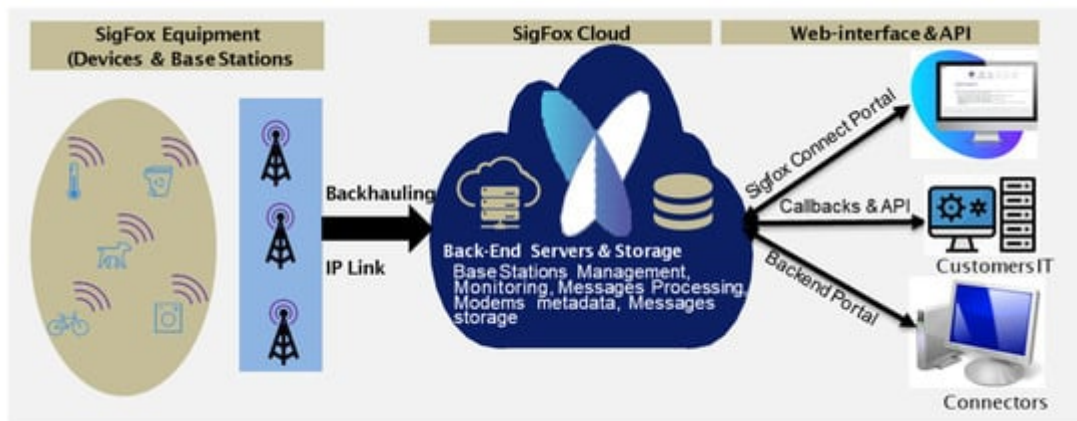 SigFox Equipment
(Devices & Base Stations
SigFox Cloud
Web-interface & API
Backhauling
IP Link
Back-End Servers & Storage
Base Stations Management,
Monitoring, Messages Processing,
Modems metadata, Messages
storage
Sigfox Connect Portal
Callbacks & API
Backend Portal
Customers IT
Connectors